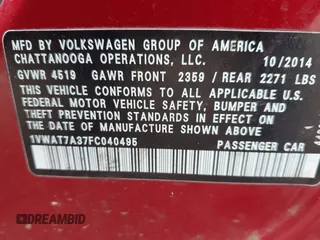 MFD. BY VOLKSWAGEN GROUP OF AMERICA
CHATTANOOGA OPERATIONS, LLC. 10/2014
GVWR 4519 GAWR FRONT 2359 / REAR 2271 LBS
THIS VEHICLE CONFORMS TO ALL APPLICABLE
FEDERAL MOTOR VEHICLE SAFETY, BUMPER AND
THEFT PREVENTION STANDARDS IN EFFECT ON THE
DATE OF MANUFACTURE SHOWN ABOVE.
1VWAT7A37FC040495 PASSENGER CAR
AUTOBIDMASTER